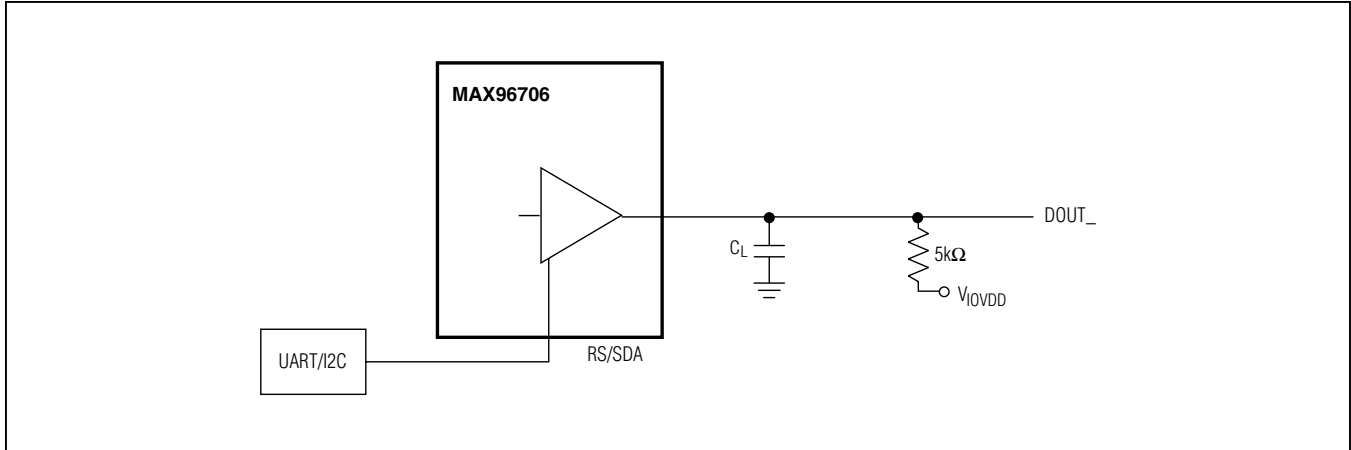 MAX96706
DOUT_
CL
5kΩ
VIOVDD
RS/SDA
UART/I2C